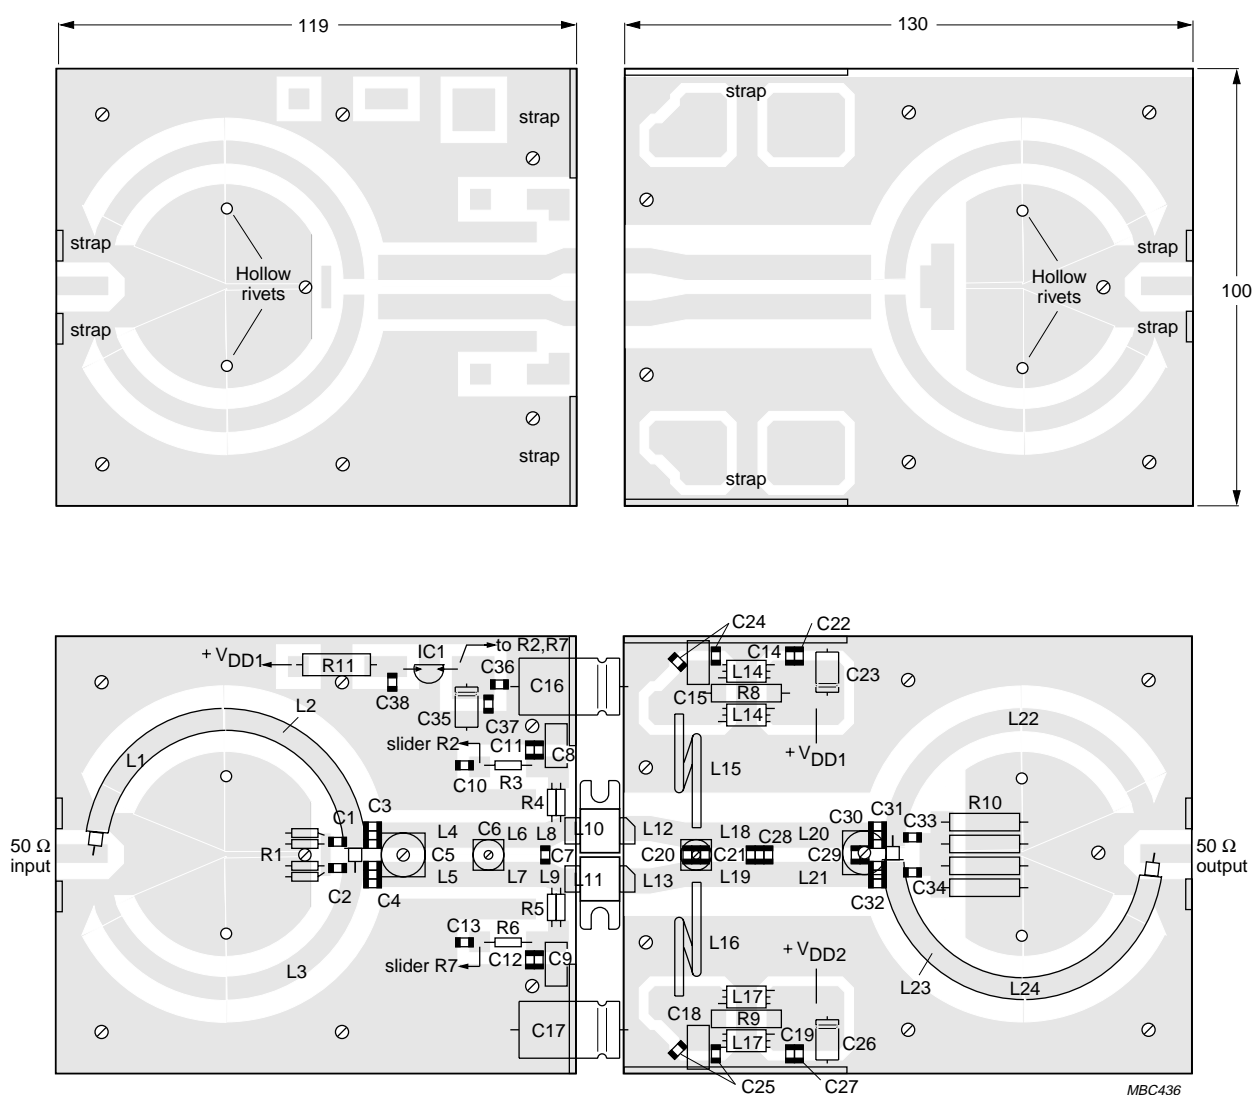 119
130
strap
strap
strap
strap
Hollow
rivets
strap
strap
Hollow
rivets
strap
strap
strap
strap
100
+ VDD1
R11
IC1
to R2,R7
C36
C16
C38
C35
C37
L2
L1
slider R2
C11
C8
C10
R3
R4
C1
C3
L4
C6
L6
L8
L10
50 Ω
input
R1
C5
C7
C2
C4
L5
L7
L9
L11
R5
C13
R6
slider R7
C12
C9
L3
C17
C24
C22
C14
L14
C23
C15
R8
L14
+ VDD1
L15
L22
L12
L18
C28
L20
C30
C31
C33
R10
C20
C21
C29
50 Ω
output
L13
L19
L21
C32
C34
L16
+ VDD2
L23
L24
L17
C18
R9
C19
L17
C26
C25
C27
MBC436